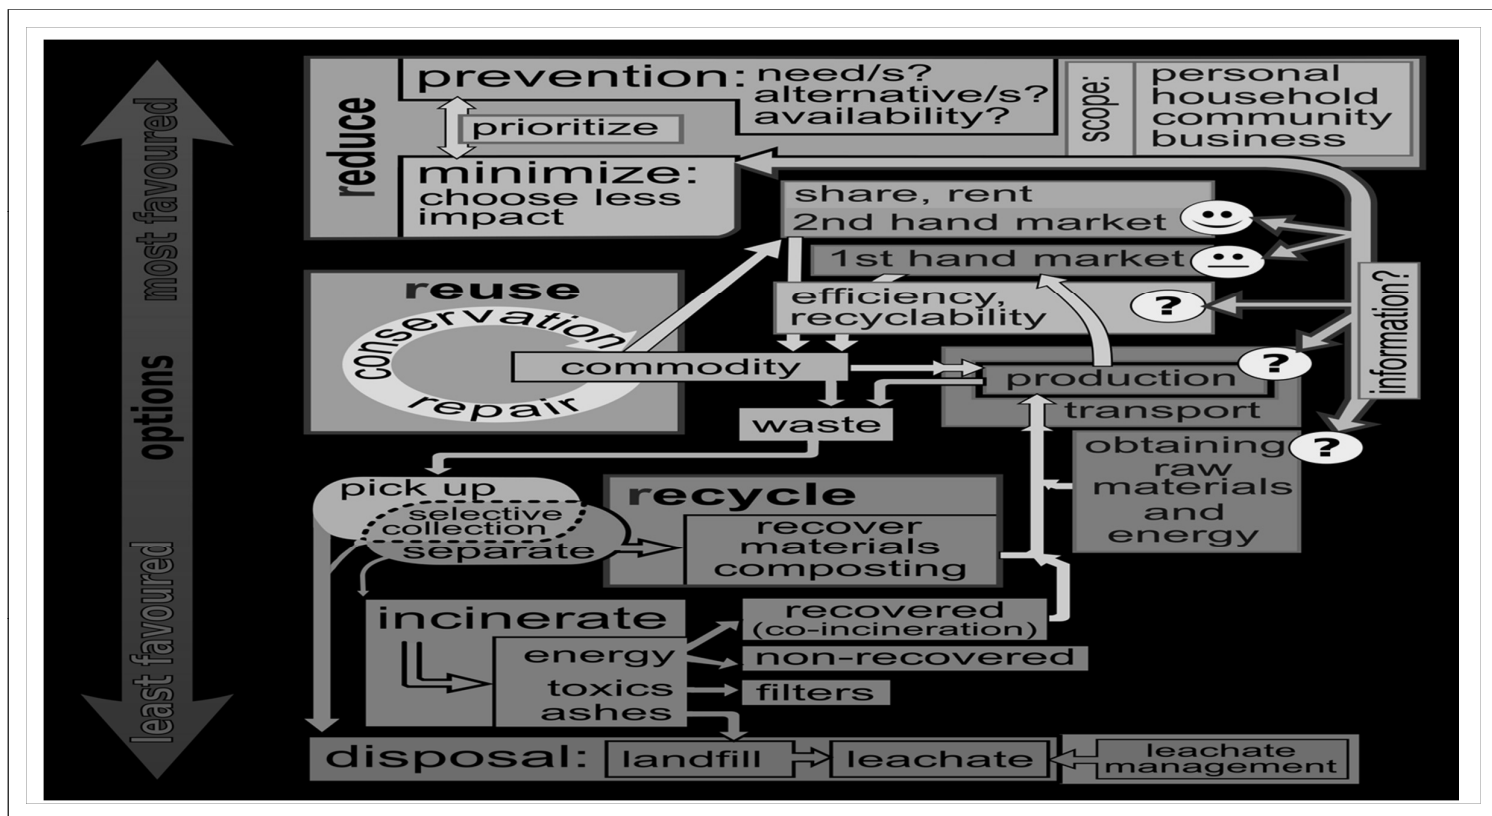 most favoured
options
least favoured
reduce
prevention:
need/s?
alternative/s?
availability?
prioritize
minimize:
choose less
impact
scope:
personal
household
community
business
share, rent
2nd hand market
1st hand market
efficiency,
recyclability
?
information?
reuse
conservation
repair
commodity
production
?
transport
waste
obtaining
raw
materials
and
energy
?
pick up
selective
collection
separate
recycle
recover
materials
composting
incinerate
energy
toxics
ashes
recovered
(co-incineration)
non-recovered
filters
disposal:
landfill
leachate
leachate
management